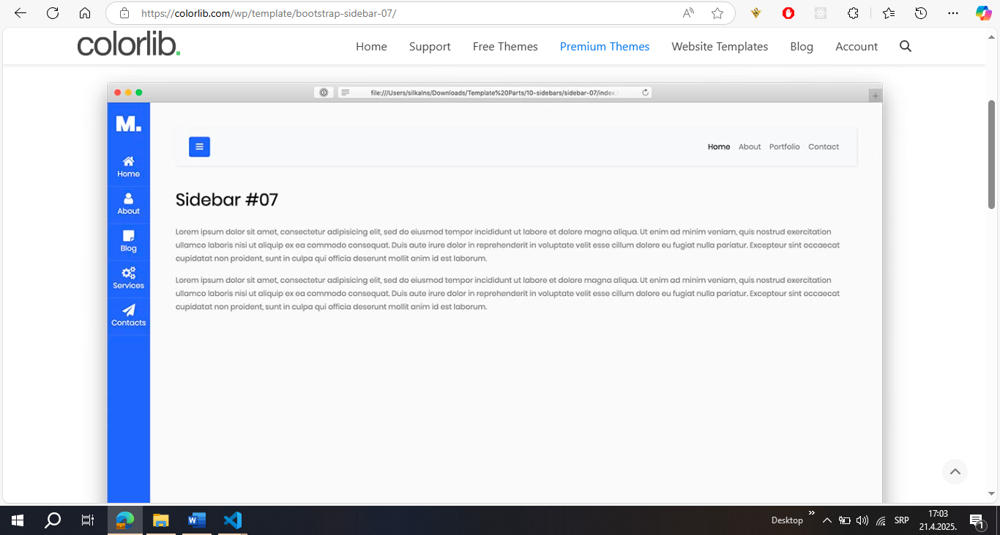 https://colorlib.com/wp/template/bootstrap-sidebar-07/
colorlib.
Home Support Free Themes Premium Themes Website Templates Blog Account
file:///Users/silkalns/Downloads/Template%20Parts/10-sidebars/sidebar-07/index.
M.
Home
About
Blog
Services
Contacts
Home About Portfolio Contact
Sidebar #07
Lorem ipsum dolor sit amet, consectetur adipisicing elit, sed do eiusmod tempor incididunt ut labore et dolore magna aliqua. Ut enim ad minim veniam, quis nostrud exercitation
ullamco laboris nisi ut aliquip ex ea commodo consequat. Duis aute irure dolor in reprehenderit in voluptate velit esse cillum dolore eu fugiat nulla pariatur. Excepteur sint occaecat
cupidatat non proident, sunt in culpa qui officia deserunt mollit anim id est laborum.
Lorem ipsum dolor sit amet, consectetur adipisicing elit, sed do eiusmod tempor incididunt ut labore et dolore magna aliqua. Ut enim ad minim veniam, quis nostrud exercitation
ullamco laboris nisi ut aliquip ex ea commodo consequat. Duis aute irure dolor in reprehenderit in voluptate velit esse cillum dolore eu fugiat nulla pariatur. Excepteur sint occaecat
cupidatat non proident, sunt in culpa qui officia deserunt mollit anim id est laborum.
Desktop
SRP
17:03
21.4.2025.
1